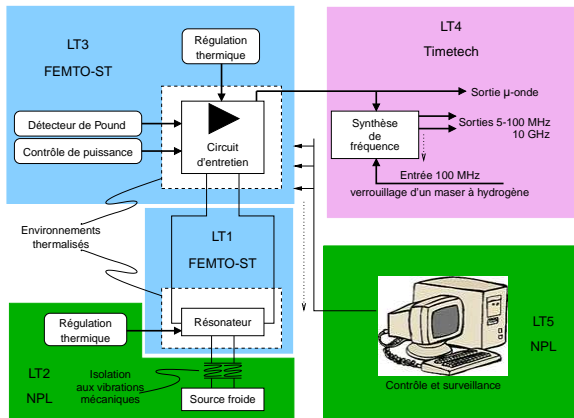 LT3
FEMTO-ST
Régulation
thermique
LT4
Timetech
Détecteur de Pound
Contrôle de puissance
Circuit
d'entretien
Sortie µ-onde
Synthèse
de
fréquence
Sorties 5-100 MHz
10 GHz
Entrée 100 MHz
verrouillage d'un maser à hydrogène
Environnements
thermalisés
LT1
FEMTO-ST
Régulation
thermique
Résonateur
LT2
NPL
Isolation
aux vibrations
mécaniques
Source froide
LT5
NPL
Contrôle et surveillance